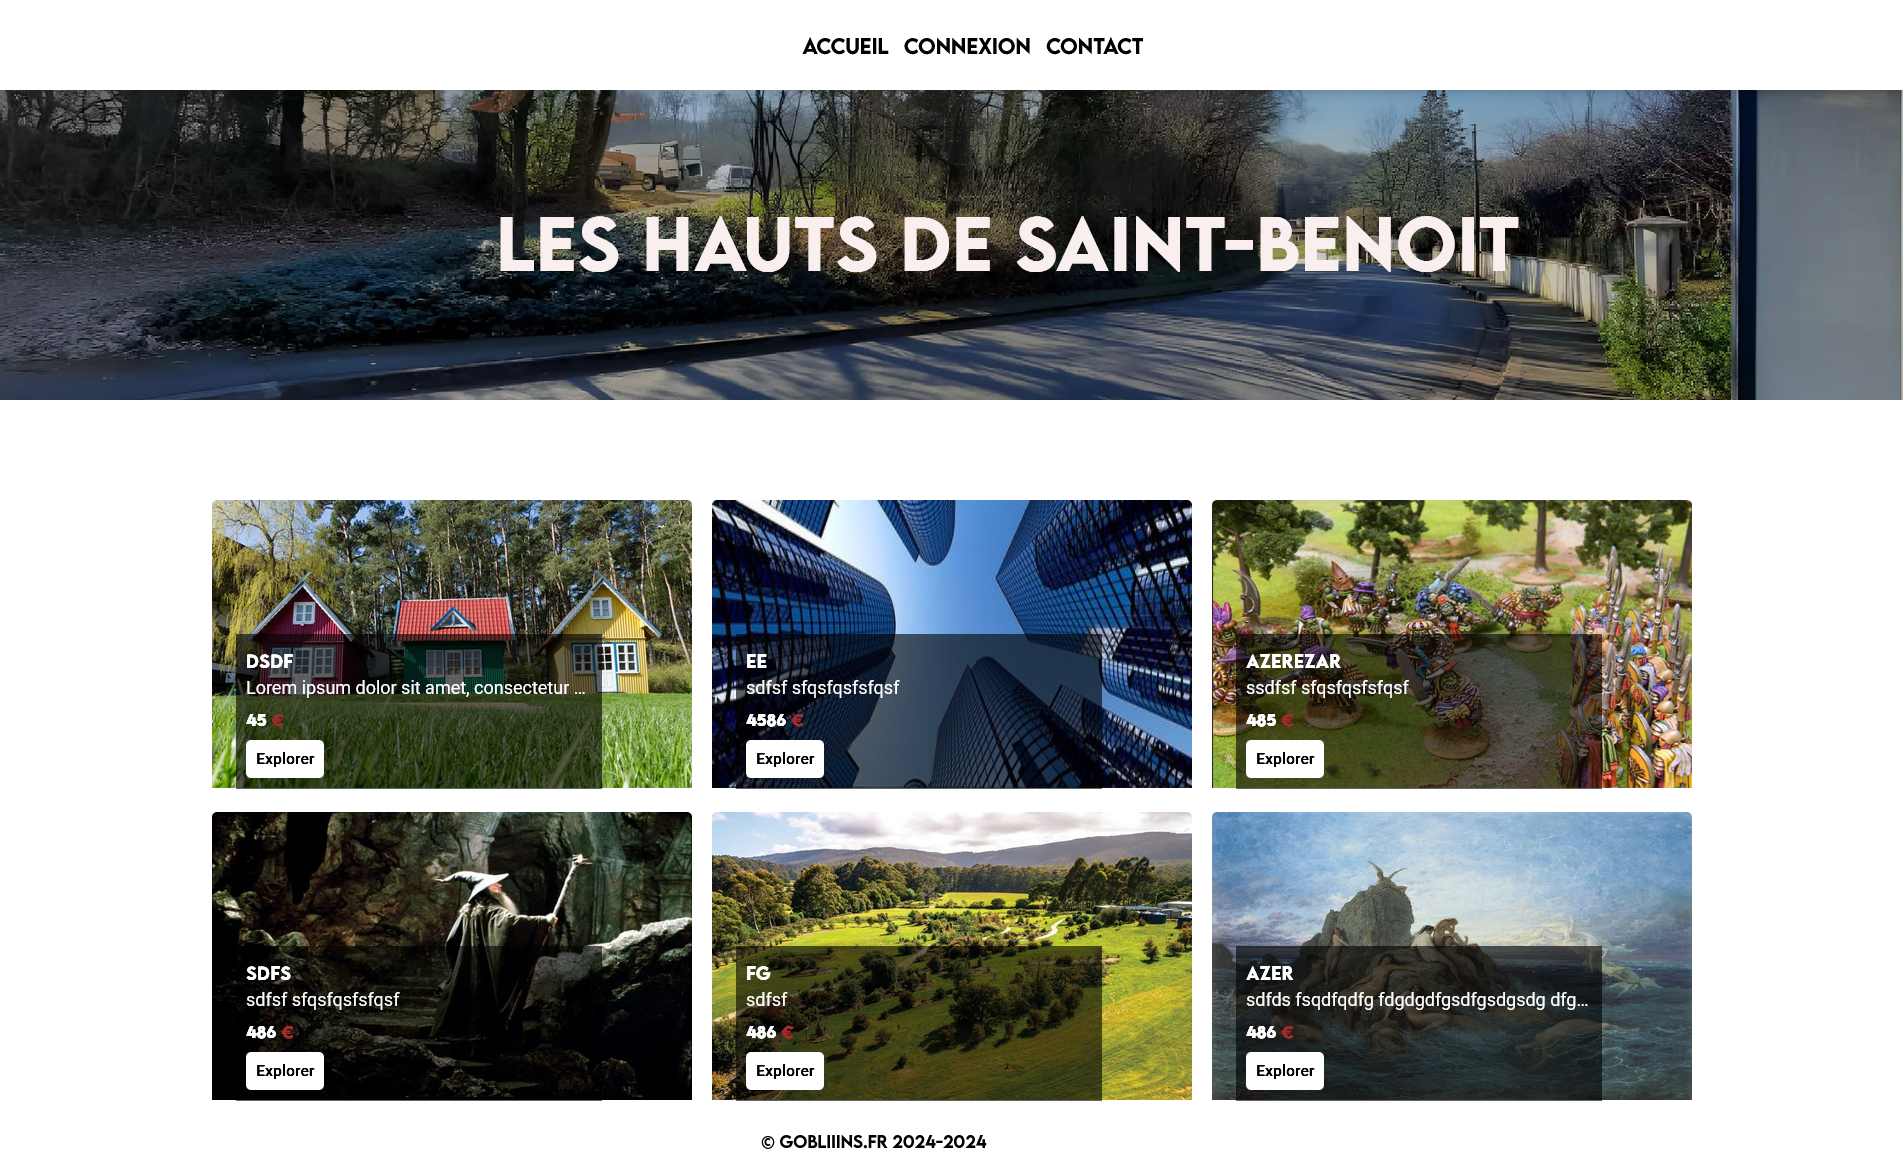 ACCUEIL CONNEXION CONTACT
LES HAUTS DE SAINT-BENOIT
DSDF
Lorem ipsum dolor sit amet, consectetur ...
45 €
Explorer
EE
sdfsf sfqsfqsfsfqsf
4586 €
Explorer
AZEREZAR
ssdfsf sfqsfqsfsfqsf
485 €
Explorer
SDFS
sdfsf sfqsfqsfsfqsf
486 €
Explorer
FG
sdfsf
486 €
Explorer
AZER
sdfds fsqdfqdfg fdgdgdfgsdfgsdgsdg dfg...
486 €
Explorer
© GOBLIIINS.FR 2024-2024